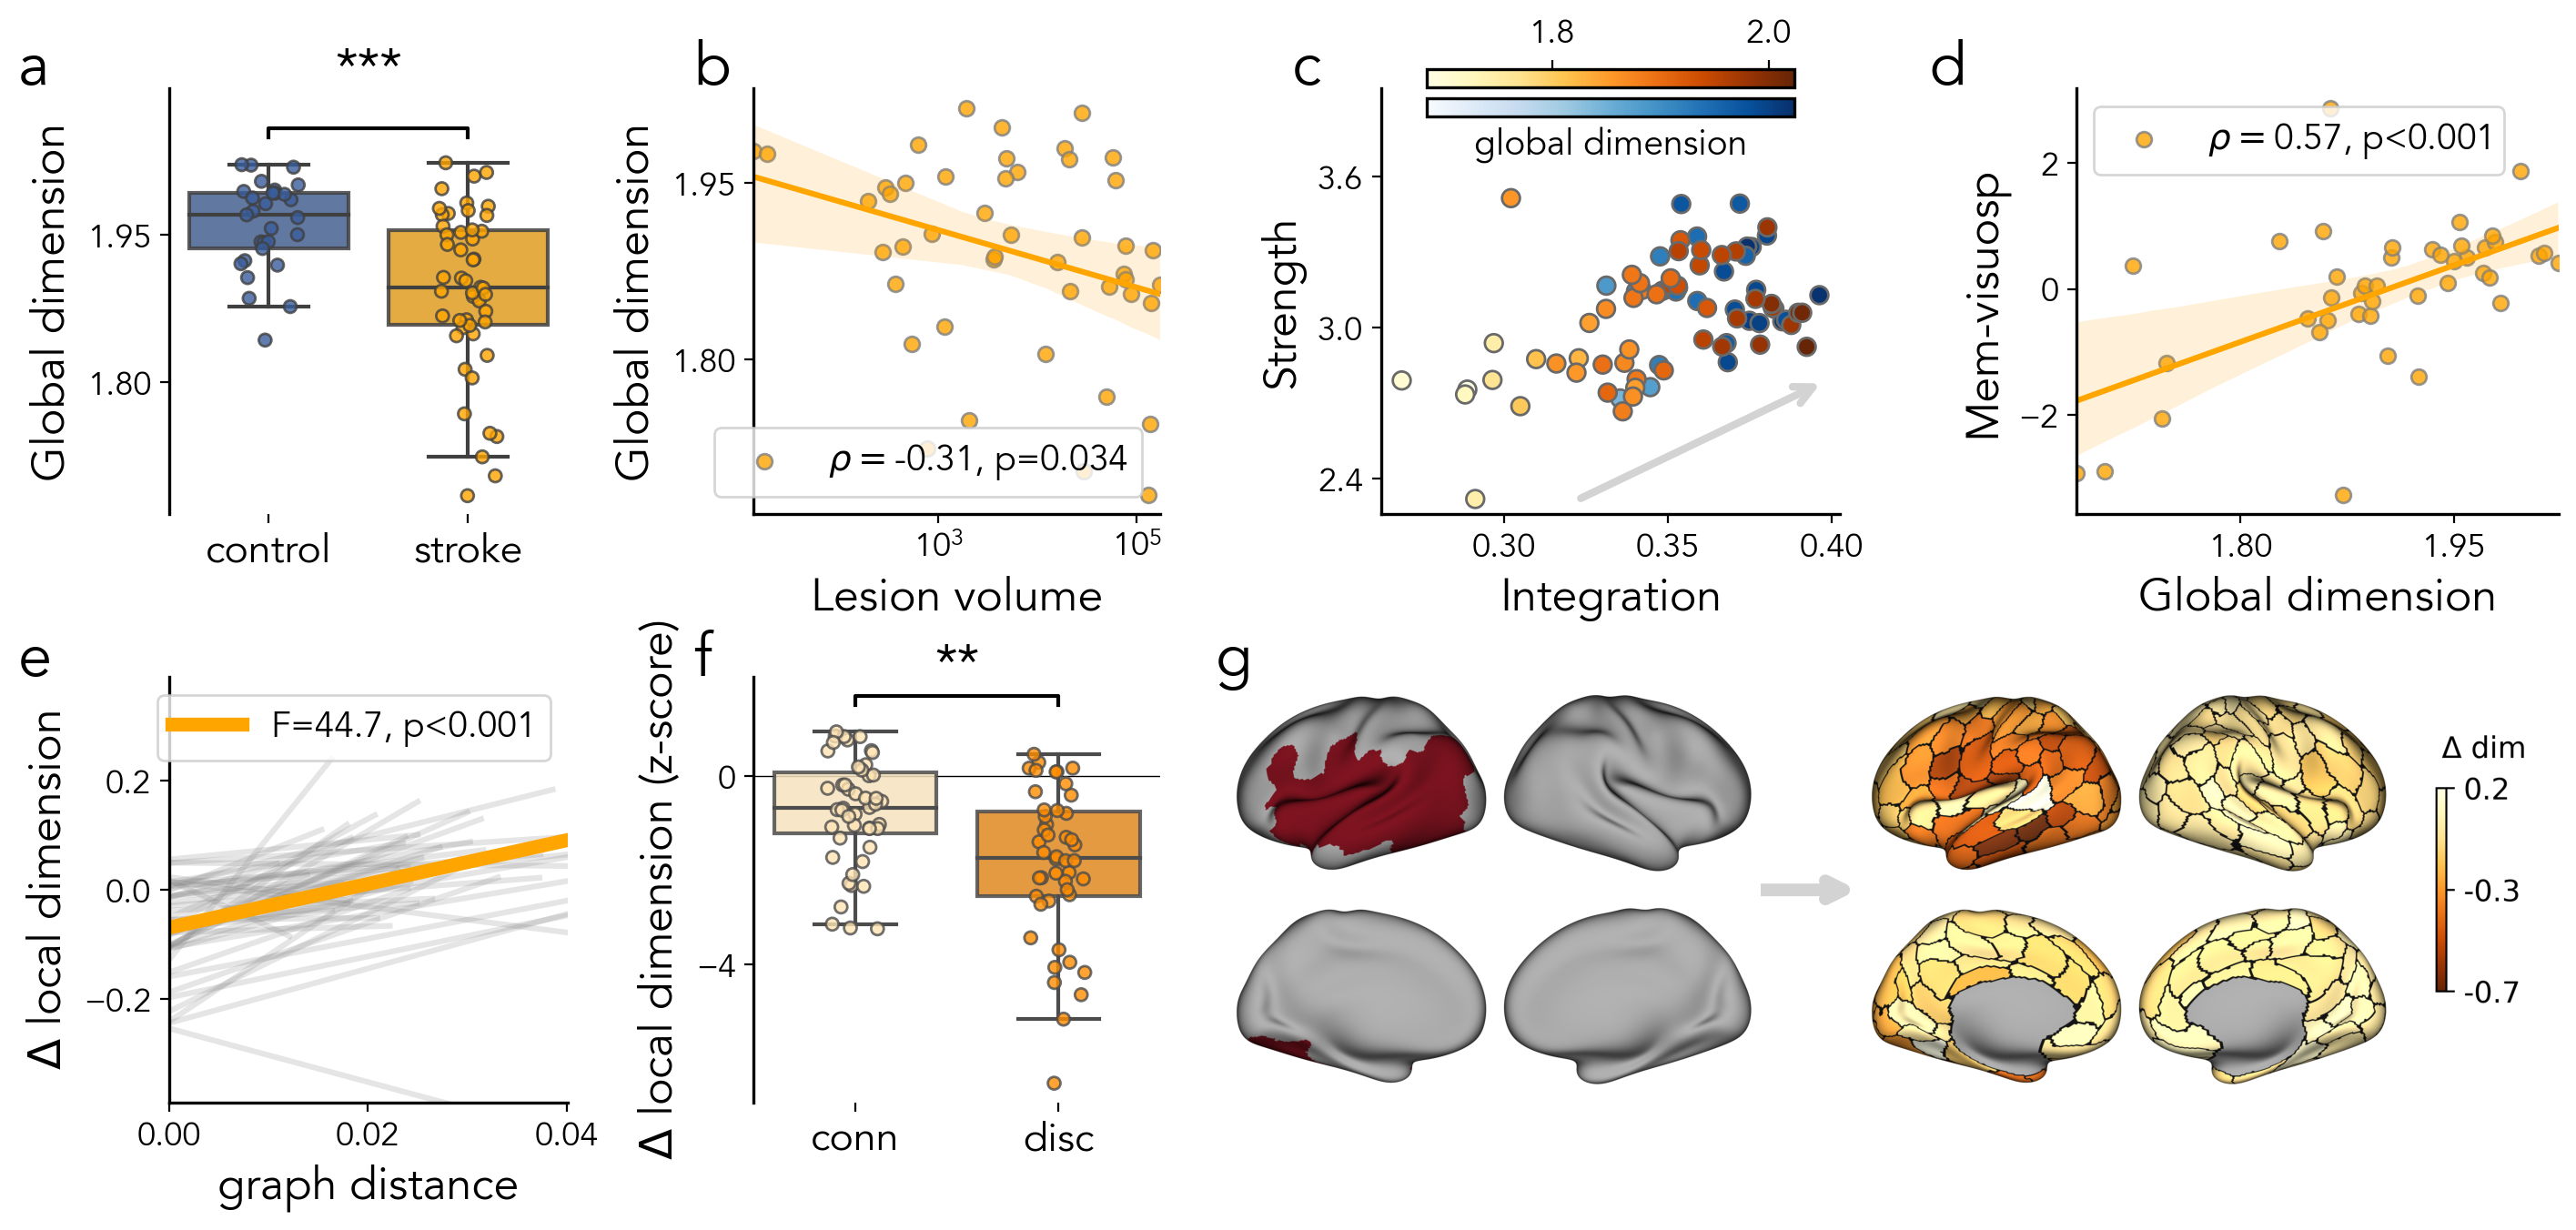 a
***
Global dimension
1.95
1.80
control
stroke
b
Global dimension
1.95
1.80
ρ = -0.31, p=0.034
10³
10⁵
Lesion volume
c
1.8
2.0
global dimension
Strength
3.6
3.0
2.4
0.30
0.35
0.40
Integration
d
ρ = 0.57, p<0.001
Mem-visuosp
2
0
−2
1.80
1.95
Global dimension
e
F=44.7, p<0.001
Δ local dimension
0.2
0.0
−0.2
0.00
0.02
0.04
graph distance
f
**
Δ local dimension (z-score)
0
−4
conn
disc
g
Δ dim
0.2
-0.3
-0.7